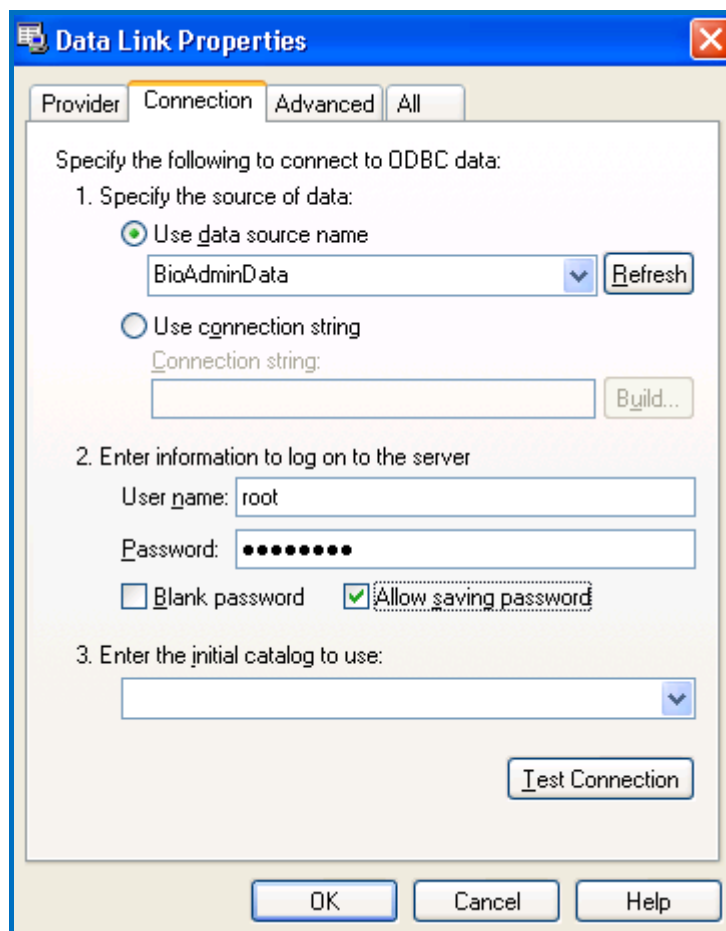 Data Link Properties
Provider Connection Advanced All
Specify the following to connect to ODBC data:
1. Specify the source of data:
Use data source name
BioAdminData Refresh
Use connection string
Connection string:
Build...
2. Enter information to log on to the server
User name: root
Password: ●●●●●●●●
Blank password Allow saving password
3. Enter the initial catalog to use:
Test Connection
OK Cancel Help